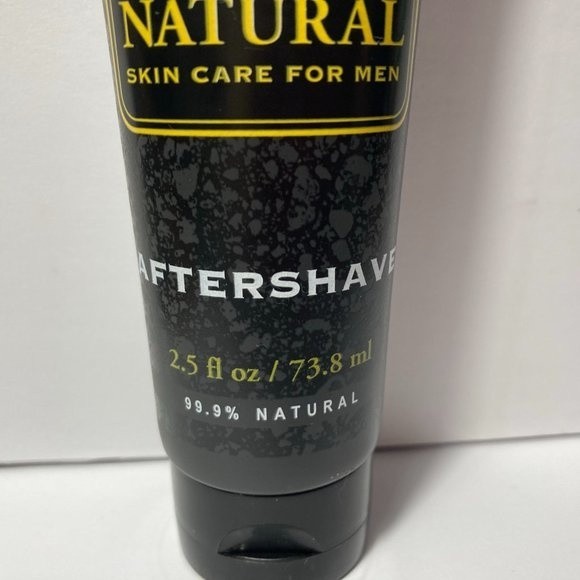 NATURAL
SKIN CARE FOR MEN
AFTERSHAVE
2.5 fl oz / 73.8 ml
99.9% NATURAL